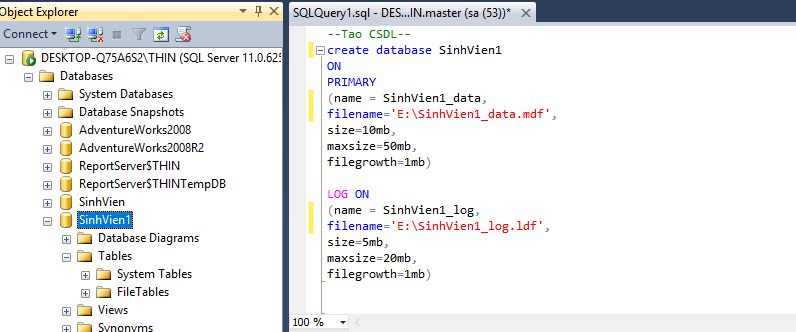 Object Explorer
Connect
DESKTOP-Q75A6S2\THIN (SQL Server 11.0.625
Databases
System Databases
Database Snapshots
AdventureWorks2008
AdventureWorks2008R2
ReportServer$THIN
ReportServer$THINTempDB
SinhVien
SinhVien1
Database Diagrams
Tables
System Tables
FileTables
Views
Synonyms
SQLQuery1.sql - DES...IN.master (sa (53))*
--Tao CSDL--
create database SinhVien1
ON
PRIMARY
(name = SinhVien1_data,
filename='E:\SinhVien1_data.mdf',
size=10mb,
maxsize=50mb,
filegrowth=1mb)
LOG ON
(name = SinhVien1_log,
filename='E:\SinhVien1_log.ldf',
size=5mb,
maxsize=20mb,
filegrowth=1mb)
100 %